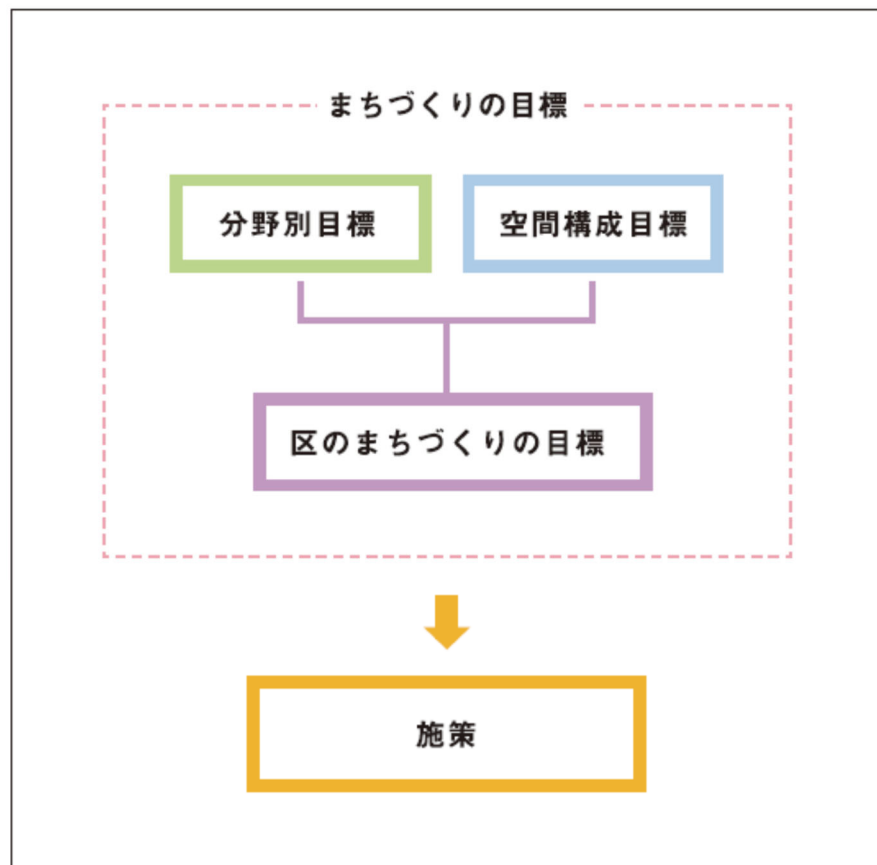 まちづくりの目標
分野別目標
空間構成目標
区のまちづくりの目標
施策